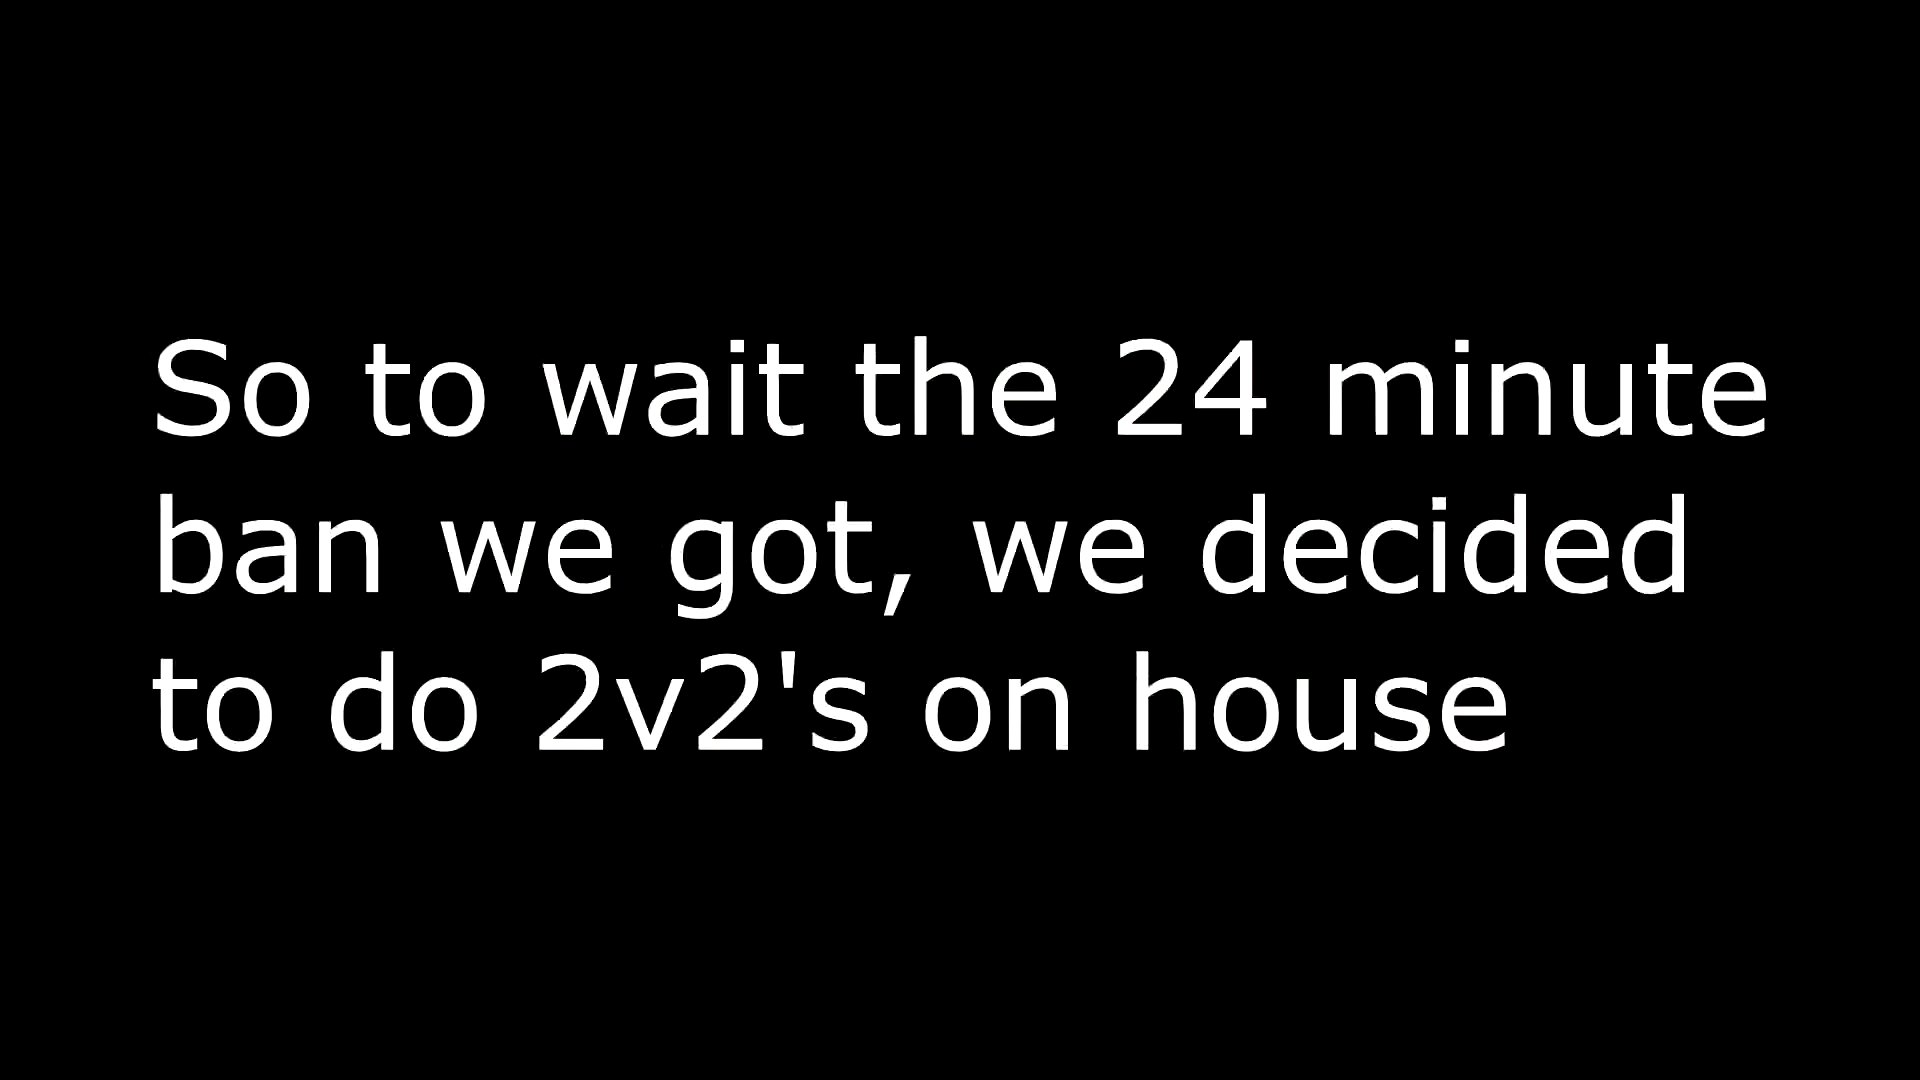 So to wait the 24 minute
ban we got, we decided
to do 2v2's on house